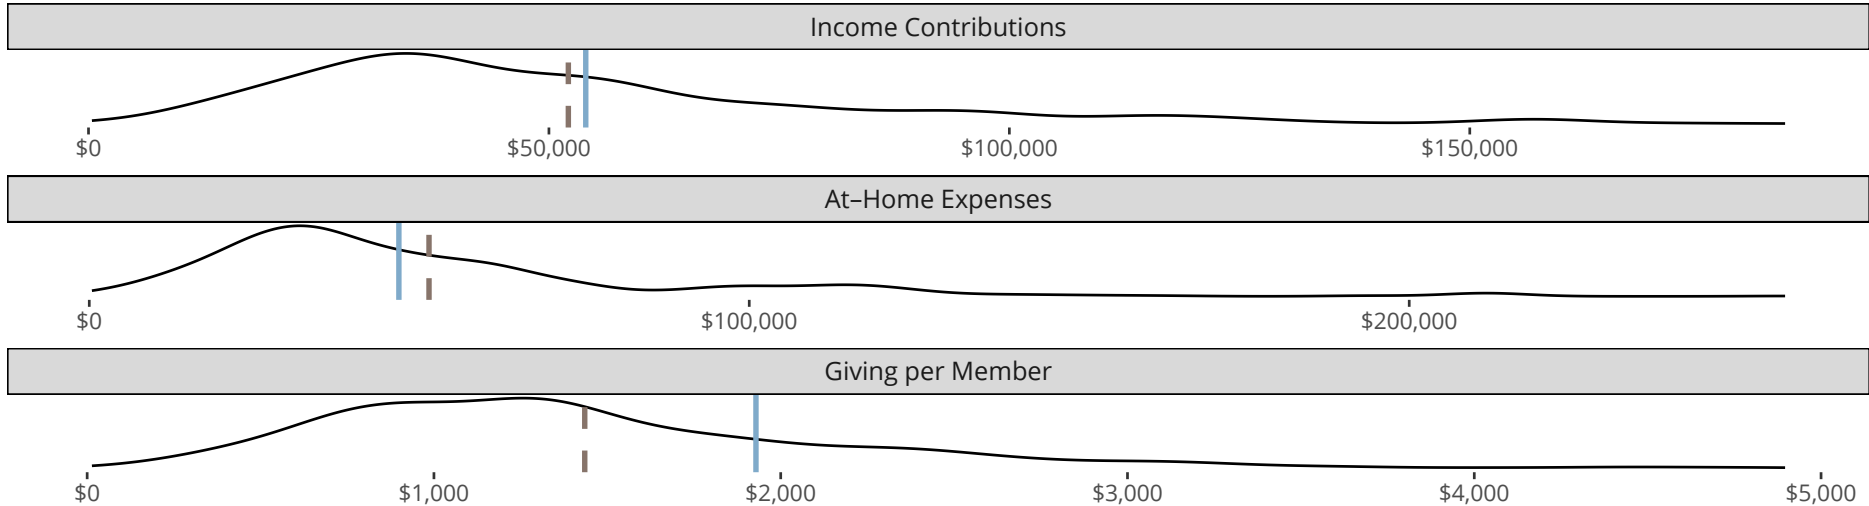 Income Contributions
$0 $50,000 $100,000 $150,000
At–Home Expenses
$0 $100,000 $200,000
Giving per Member
$0 $1,000 $2,000 $3,000 $4,000 $5,000